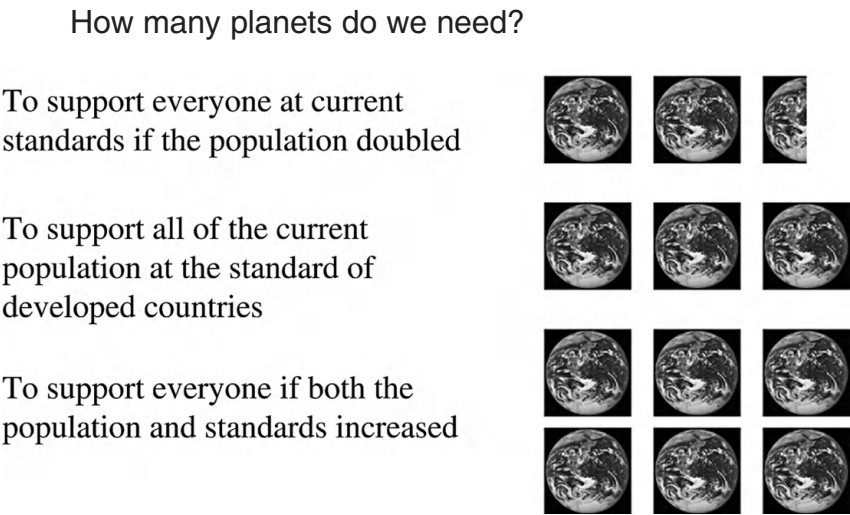 How many planets do we need?
To support everyone at current
standards if the population doubled
To support all of the current
population at the standard of
developed countries
To support everyone if both the
population and standards increased